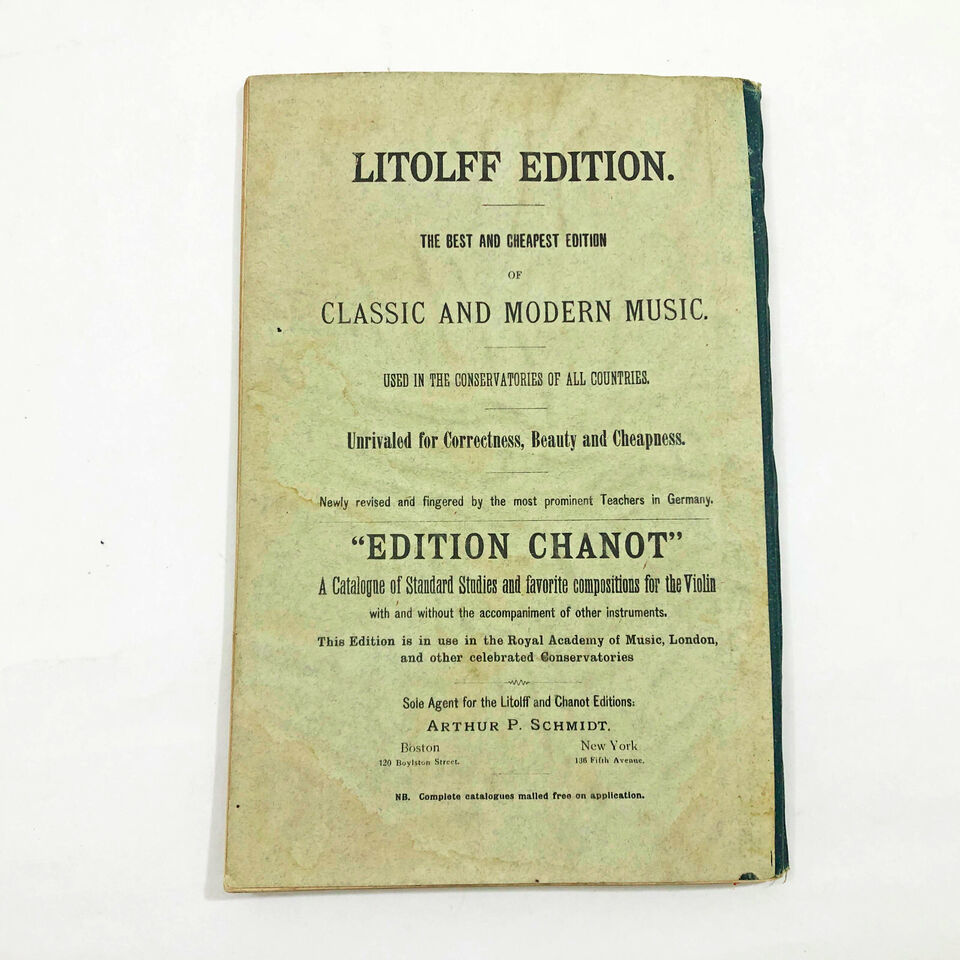 LITOLFF EDITION.
THE BEST AND CHEAPEST EDITION
OF
CLASSIC AND MODERN MUSIC.
USED IN THE CONSERVATORIES OF ALL COUNTRIES.
Unrivaled for Correctness, Beauty and Cheapness.
Newly revised and fingered by the most prominent Teachers in Germany.
"EDITION CHANOT"
A Catalogue of Standard Studies and favorite compositions for the Violin
with and without the accompaniment of other instruments.
This Edition is in use in the Royal Academy of Music, London,
and other celebrated Conservatories
Sole Agent for the Litolff and Chanot Editions:
ARTHUR P. SCHMIDT.
Boston New York
120 Boylston Street. 136 Fifth Avenue.
NB. Complete catalogues mailed free on application.